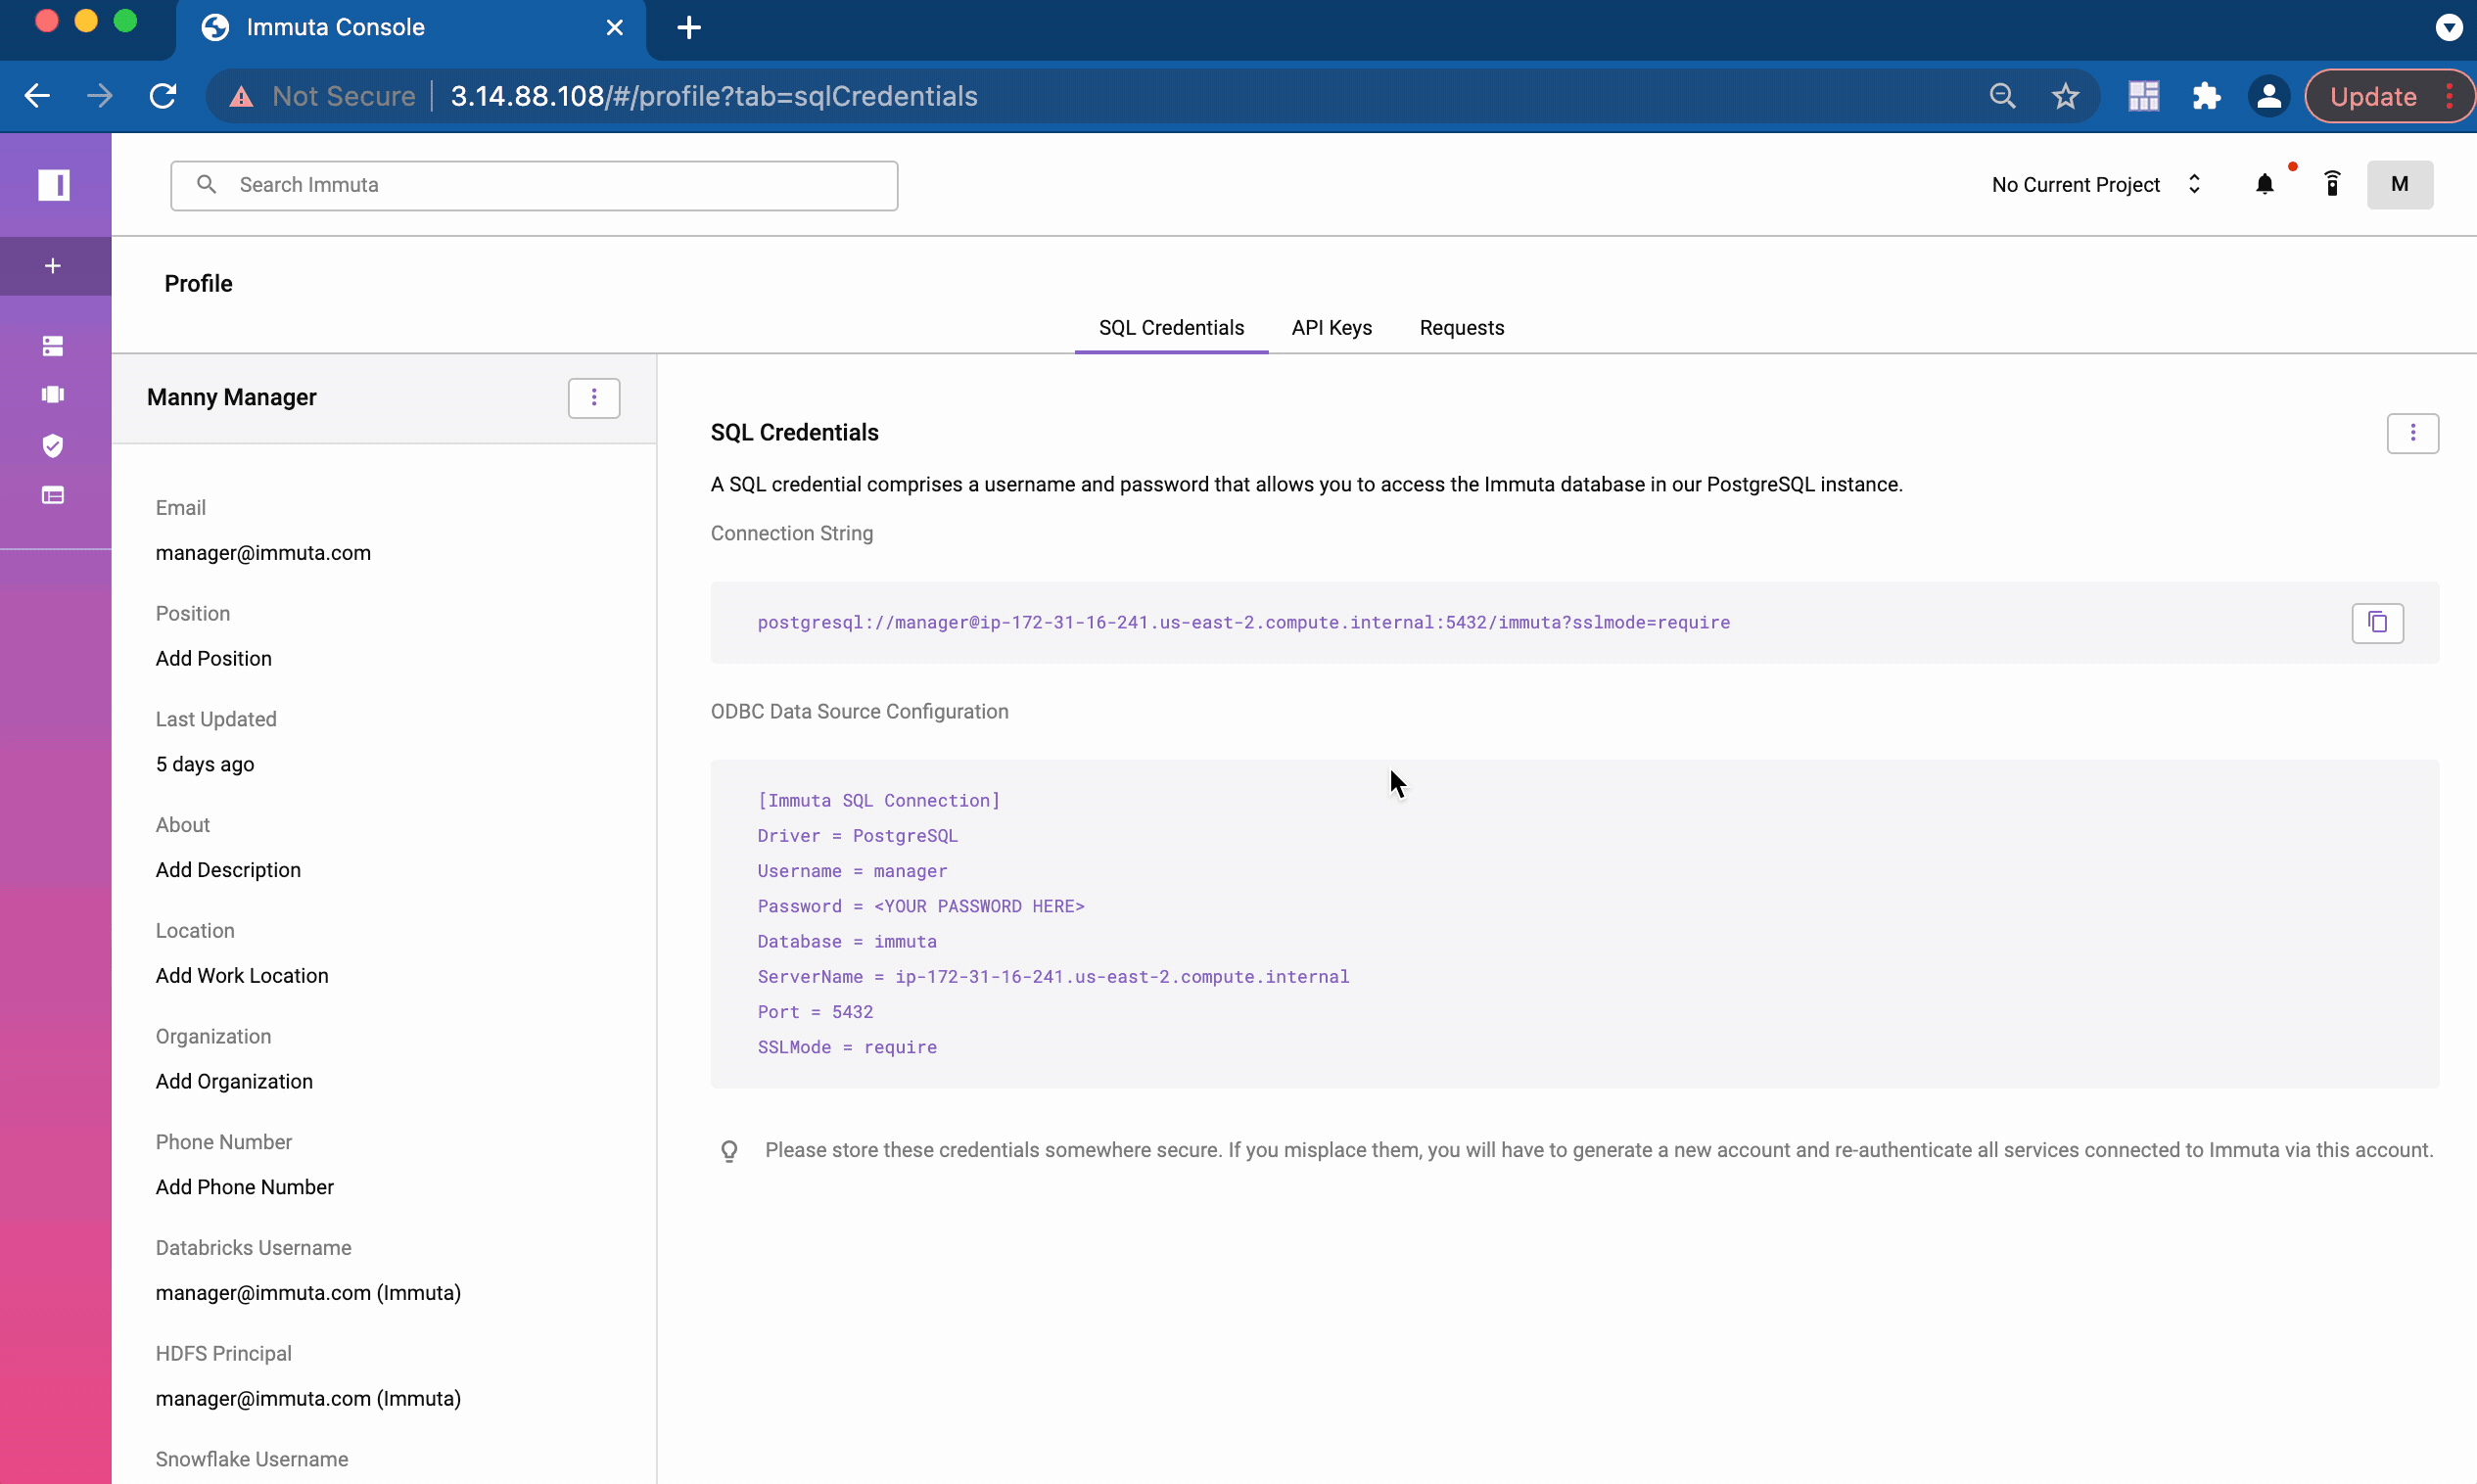 Immuta Console
Not Secure
3.14.88.108/#/profile?tab=sqlCredentials
Update
Search Immuta
No Current Project
M
Profile
SQL Credentials
API Keys
Requests
Manny Manager
Email
manager@immuta.com
Position
Add Position
Last Updated
5 days ago
About
Add Description
Location
Add Work Location
Organization
Add Organization
Phone Number
Add Phone Number
Databricks Username
manager@immuta.com (Immuta)
HDFS Principal
manager@immuta.com (Immuta)
Snowflake Username
SQL Credentials
A SQL credential comprises a username and password that allows you to access the Immuta database in our PostgreSQL instance.
Connection String
postgresql://manager@ip-172-31-16-241.us-east-2.compute.internal:5432/immuta?sslmode=require
ODBC Data Source Configuration
[Immuta SQL Connection]
Driver = PostgreSQL
Username = manager
Password = <YOUR PASSWORD HERE>
Database = immuta
ServerName = ip-172-31-16-241.us-east-2.compute.internal
Port = 5432
SSLMode = require
Please store these credentials somewhere secure. If you misplace them, you will have to generate a new account and re-authenticate all services connected to Immuta via this account.